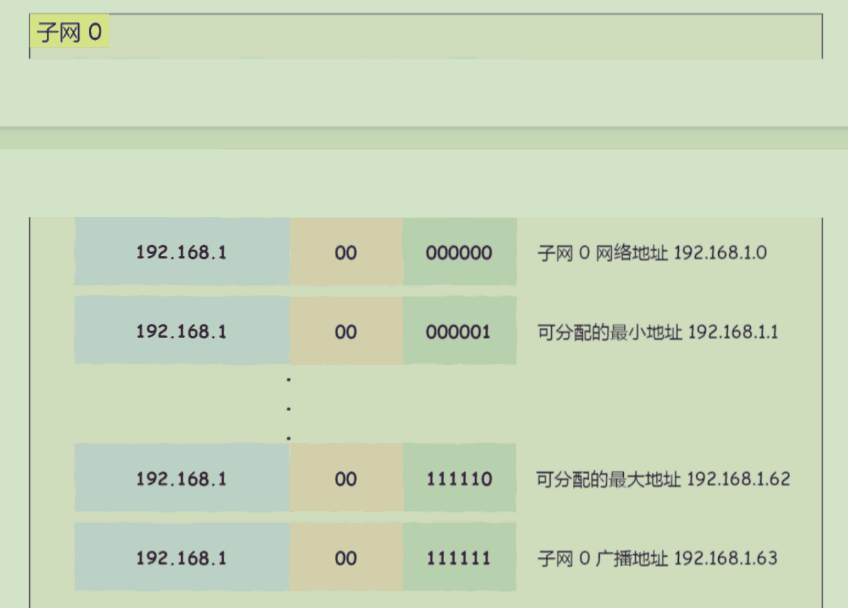 子网 0
192.168.1 00 000000 子网 0 网络地址 192.168.1.0
192.168.1 00 000001 可分配的最小地址 192.168.1.1
.
.
.
192.168.1 00 111110 可分配的最大地址 192.168.1.62
192.168.1 00 111111 子网 0 广播地址 192.168.1.63